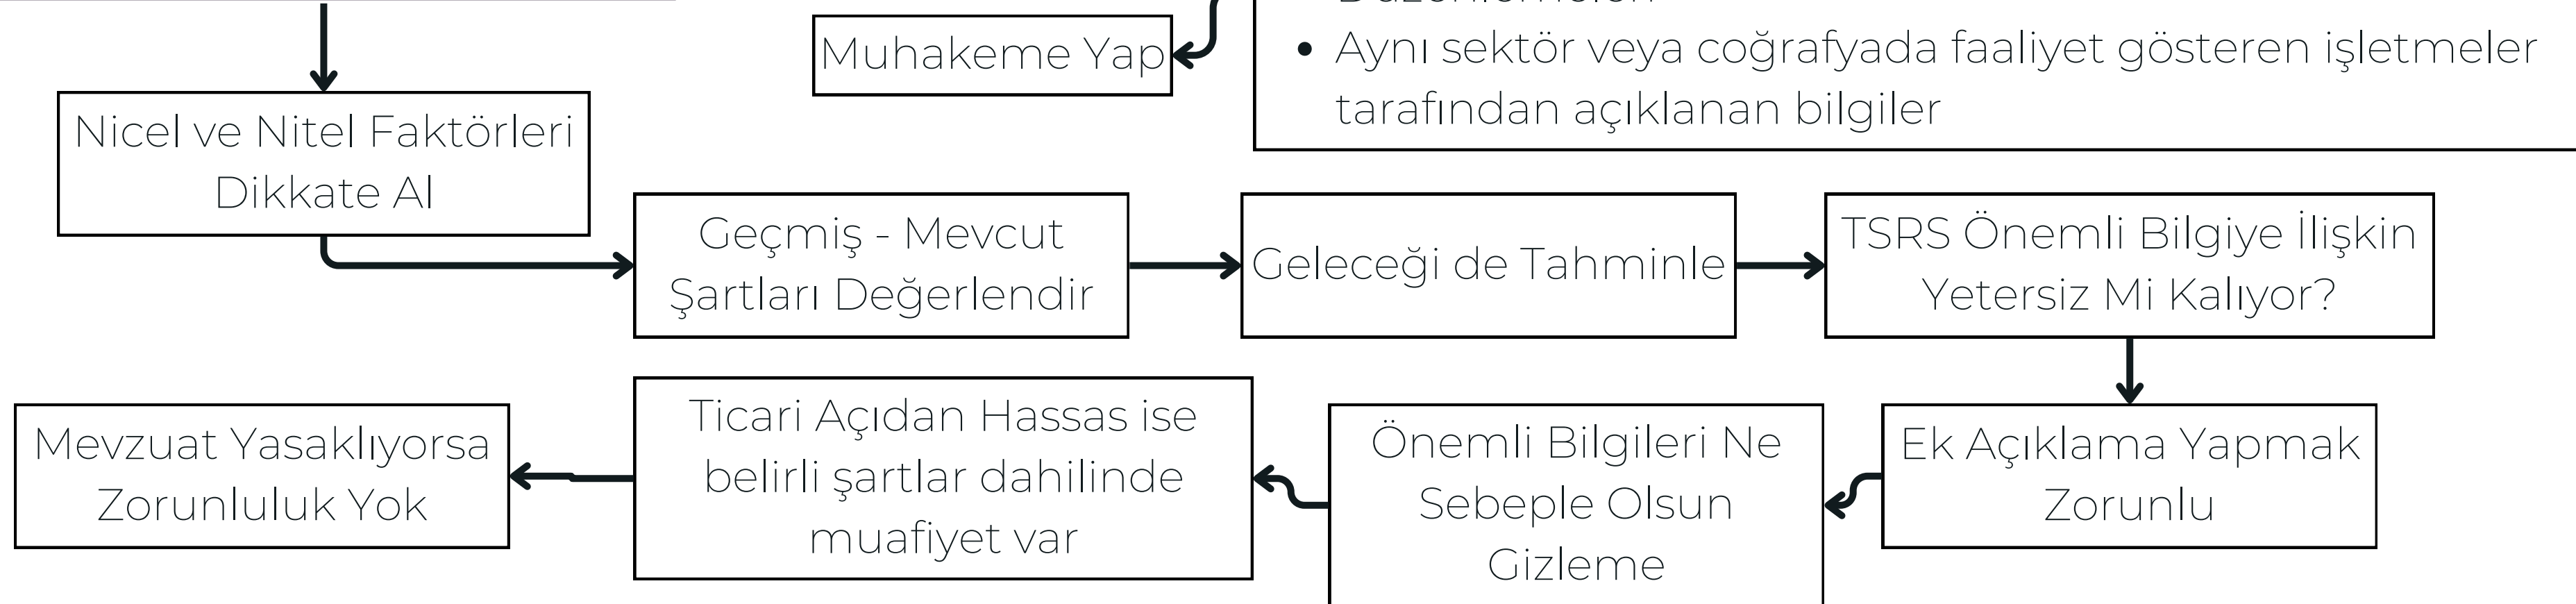 Muhakeme Yap
• Aynı sektör veya coğrafyada faaliyet gösteren işletmeler
tarafından açıklanan bilgiler
Nicel ve Nitel Faktörleri
Dikkate Al
Geçmiş - Mevcut
Şartları Değerlendir
Geleceği de Tahminle
TSRS Önemli Bilgiye İlişkin
Yetersiz Mi Kalıyor?
Ek Açıklama Yapmak
Zorunlu
Önemli Bilgileri Ne
Sebeple Olsun
Gizleme
Ticari Açıdan Hassas ise
belirli şartlar dahilinde
muafiyet var
Mevzuat Yasaklıyorsa
Zorunluluk Yok